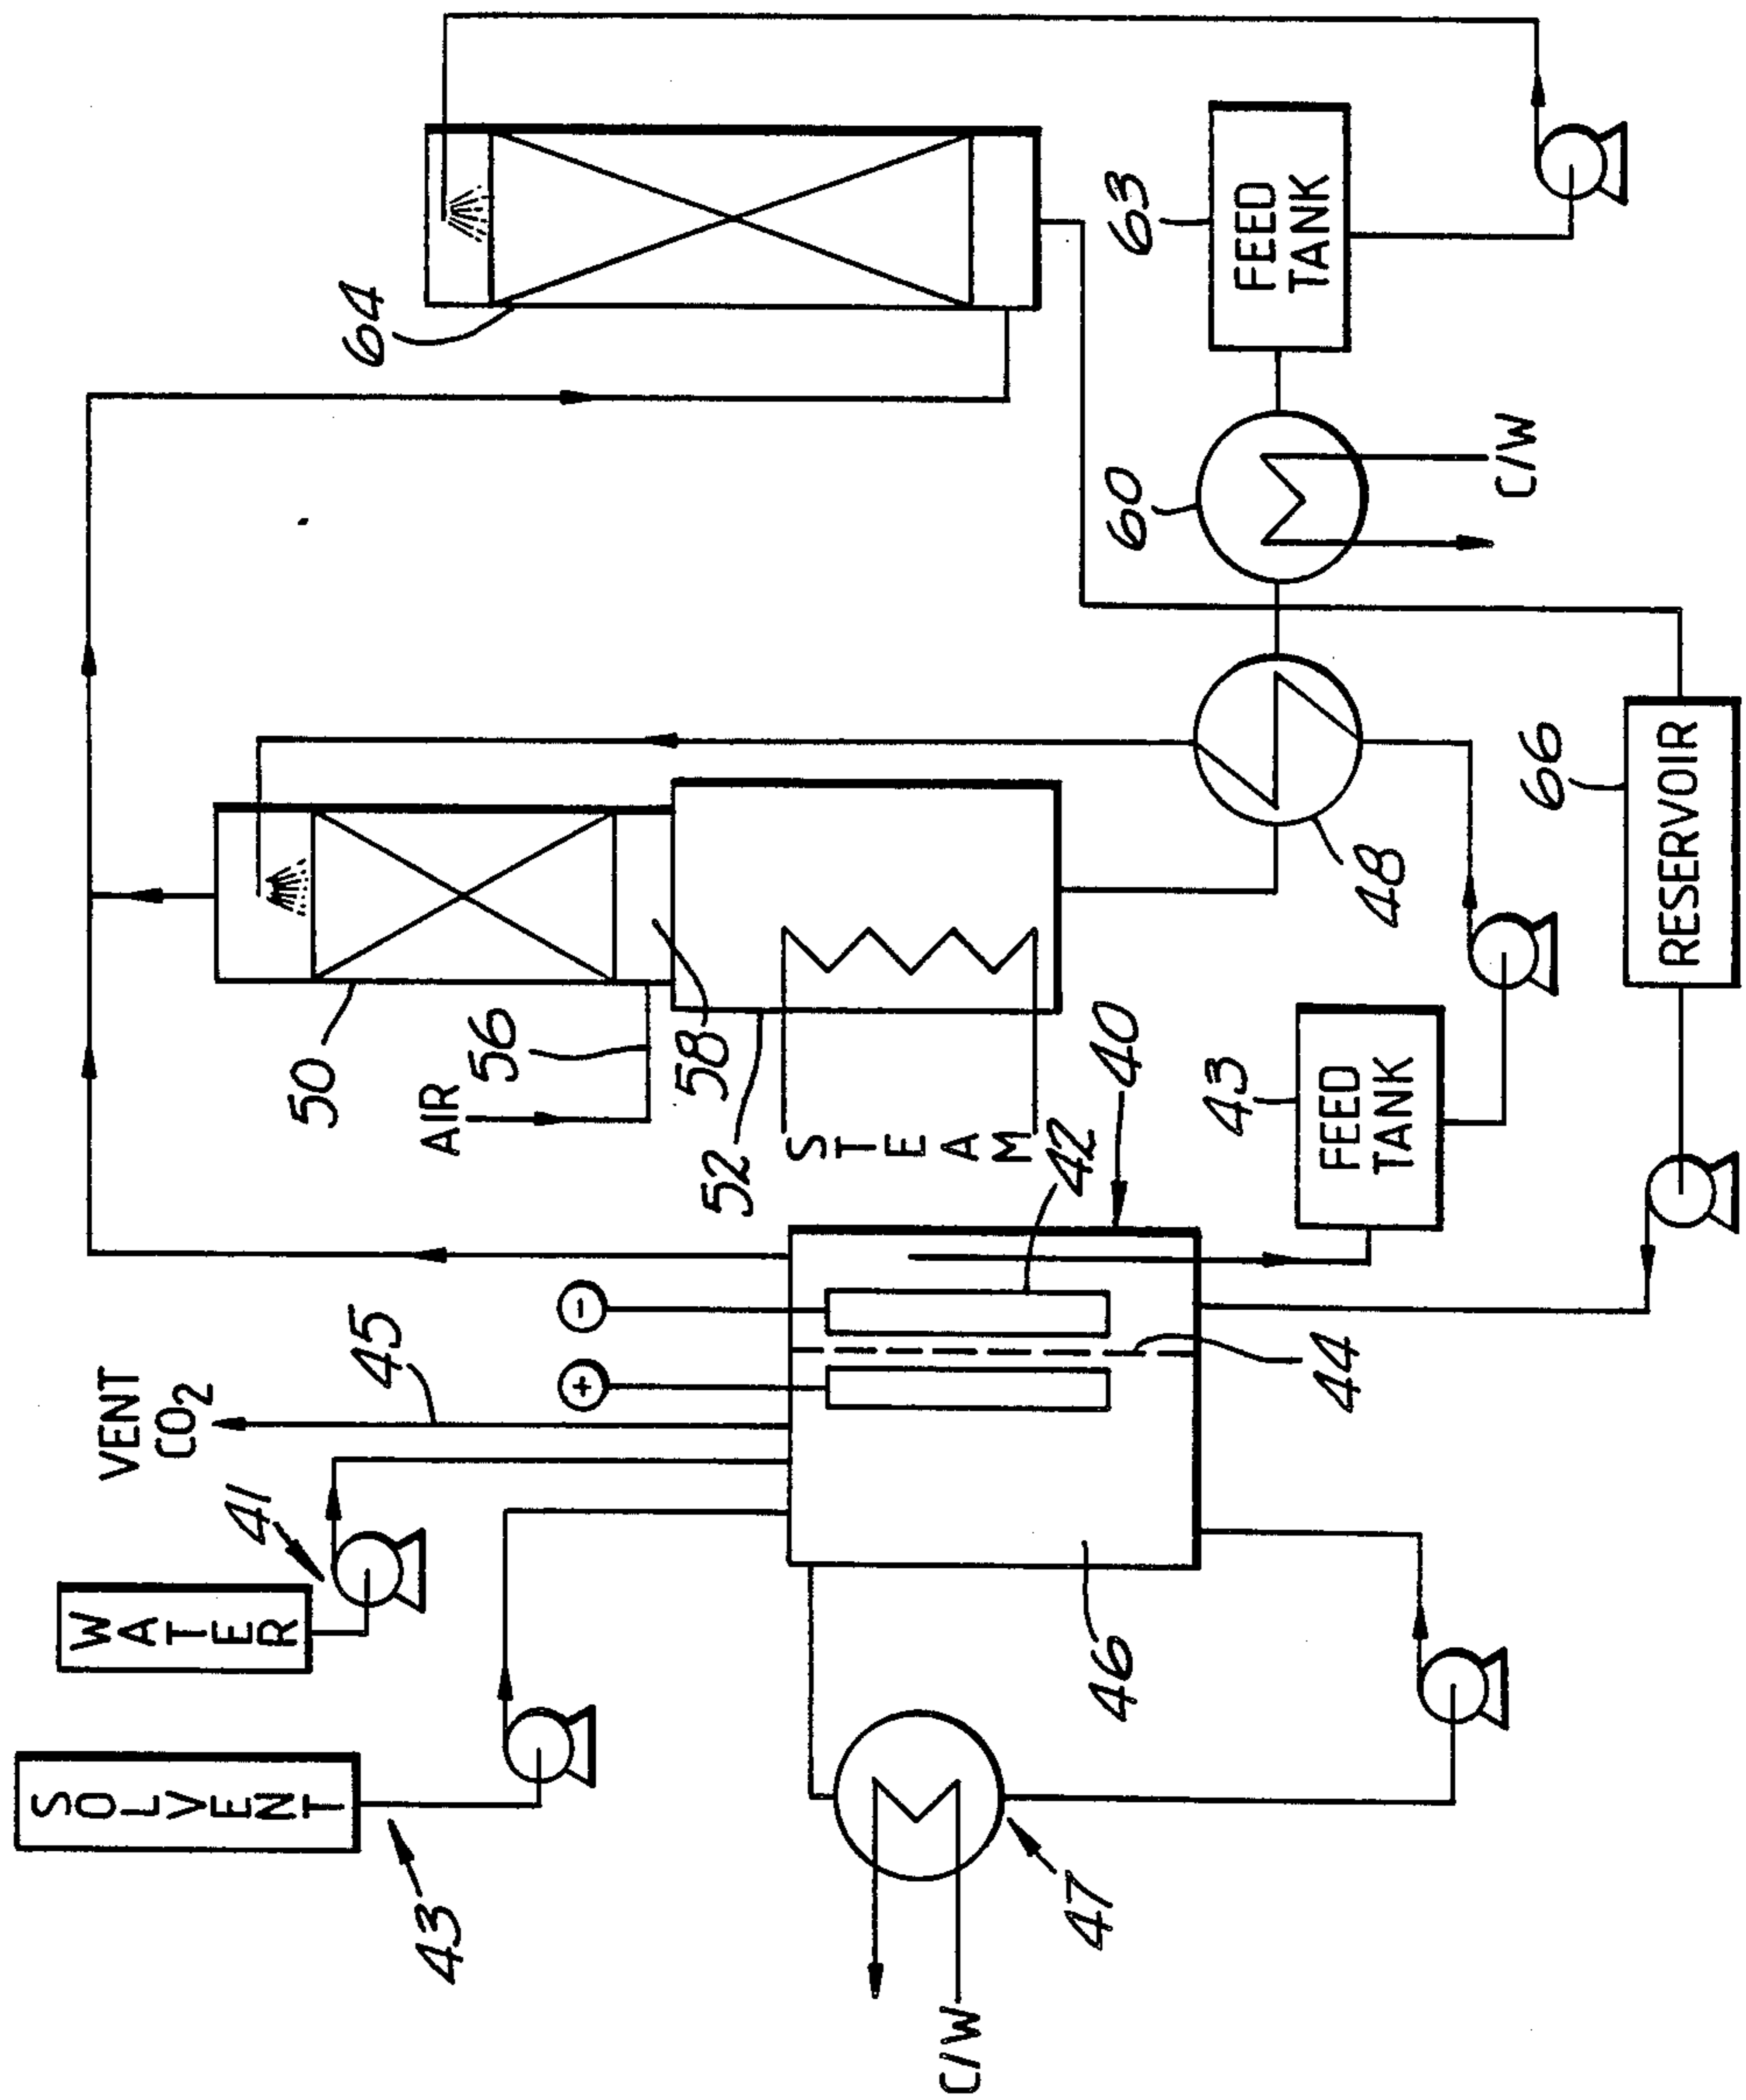 SOLVENT
43
WATER
41
VENT
CO2
45
+
-
C/W
47
46
44
40
42
50
AIR
56
58
52
STEAM
43
FEED
TANK
48
66
RESERVOIR
64
60
C/W
63
FEED
TANK